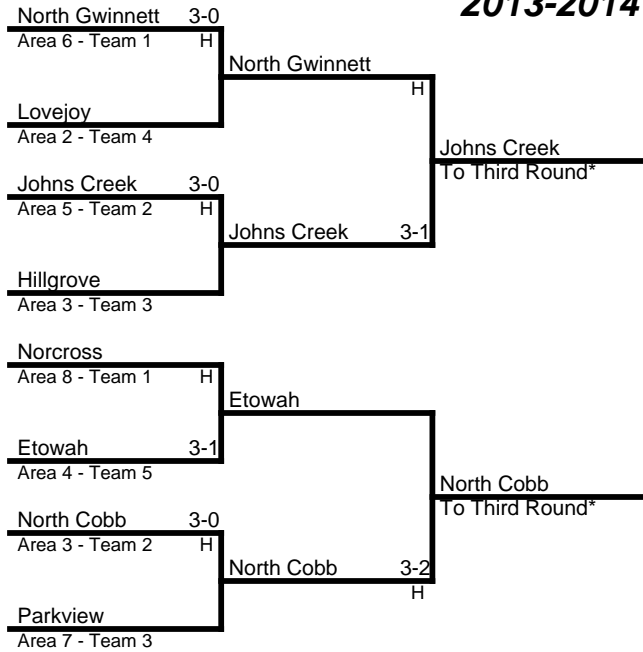 2013-2014
North Gwinnett 3-0
Area 6 - Team 1 H
North Gwinnett
H
Lovejoy
Area 2 - Team 4
Johns Creek
To Third Round*
Johns Creek 3-0
Area 5 - Team 2 H
Johns Creek 3-1
Hillgrove
Area 3 - Team 3
Norcross
Area 8 - Team 1 H
Etowah
Etowah 3-1
Area 4 - Team 5
North Cobb
To Third Round*
North Cobb 3-0
Area 3 - Team 2 H
North Cobb 3-2
H
Parkview
Area 7 - Team 3